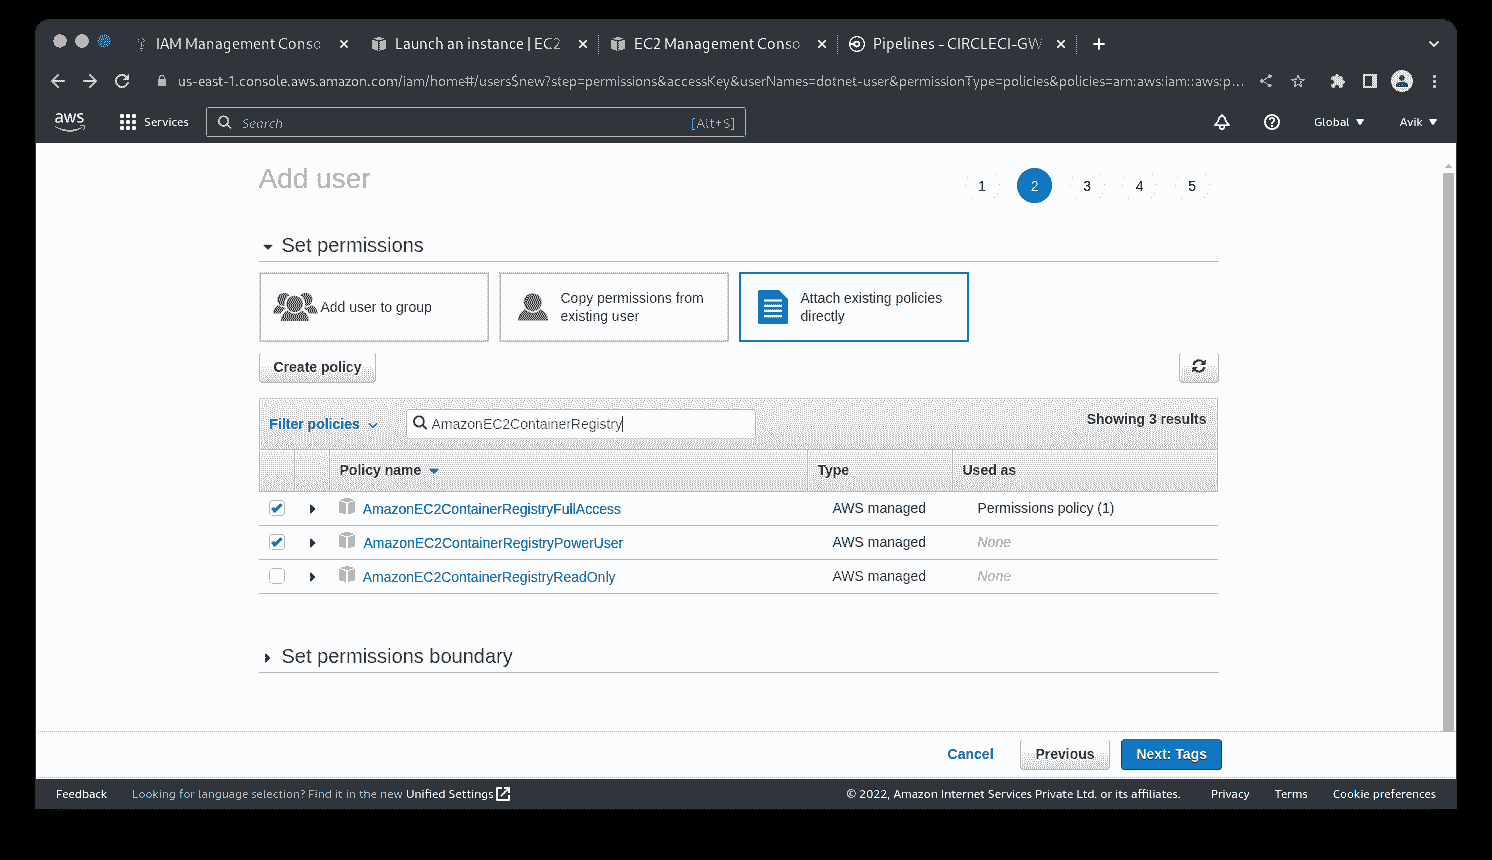 IAM Management Conso
Launch an instance | EC2
EC2 Management Conso
Pipelines - CIRCLECI-GW
us-east-1.console.aws.amazon.com/iam/home#/users$new?step=permissions&accessKey&userNames=dotnet-user&permissionType=policies&policies=arn:aws:iam::aws:p...
aws
Services
Search
[Alt+S]
Global
Avik
Add user
1
2
3
4
5
Set permissions
Add user to group
Copy permissions from
existing user
Attach existing policies
directly
Create policy
Filter policies
AmazonEC2ContainerRegistry
Showing 3 results
Policy name
Type
Used as
AmazonEC2ContainerRegistryFullAccess
AWS managed
Permissions policy (1)
AmazonEC2ContainerRegistryPowerUser
AWS managed
None
AmazonEC2ContainerRegistryReadOnly
AWS managed
None
Set permissions boundary
Cancel
Previous
Next: Tags
Feedback
Looking for language selection? Find it in the new Unified Settings
© 2022, Amazon Internet Services Private Ltd. or its affiliates.
Privacy
Terms
Cookie preferences